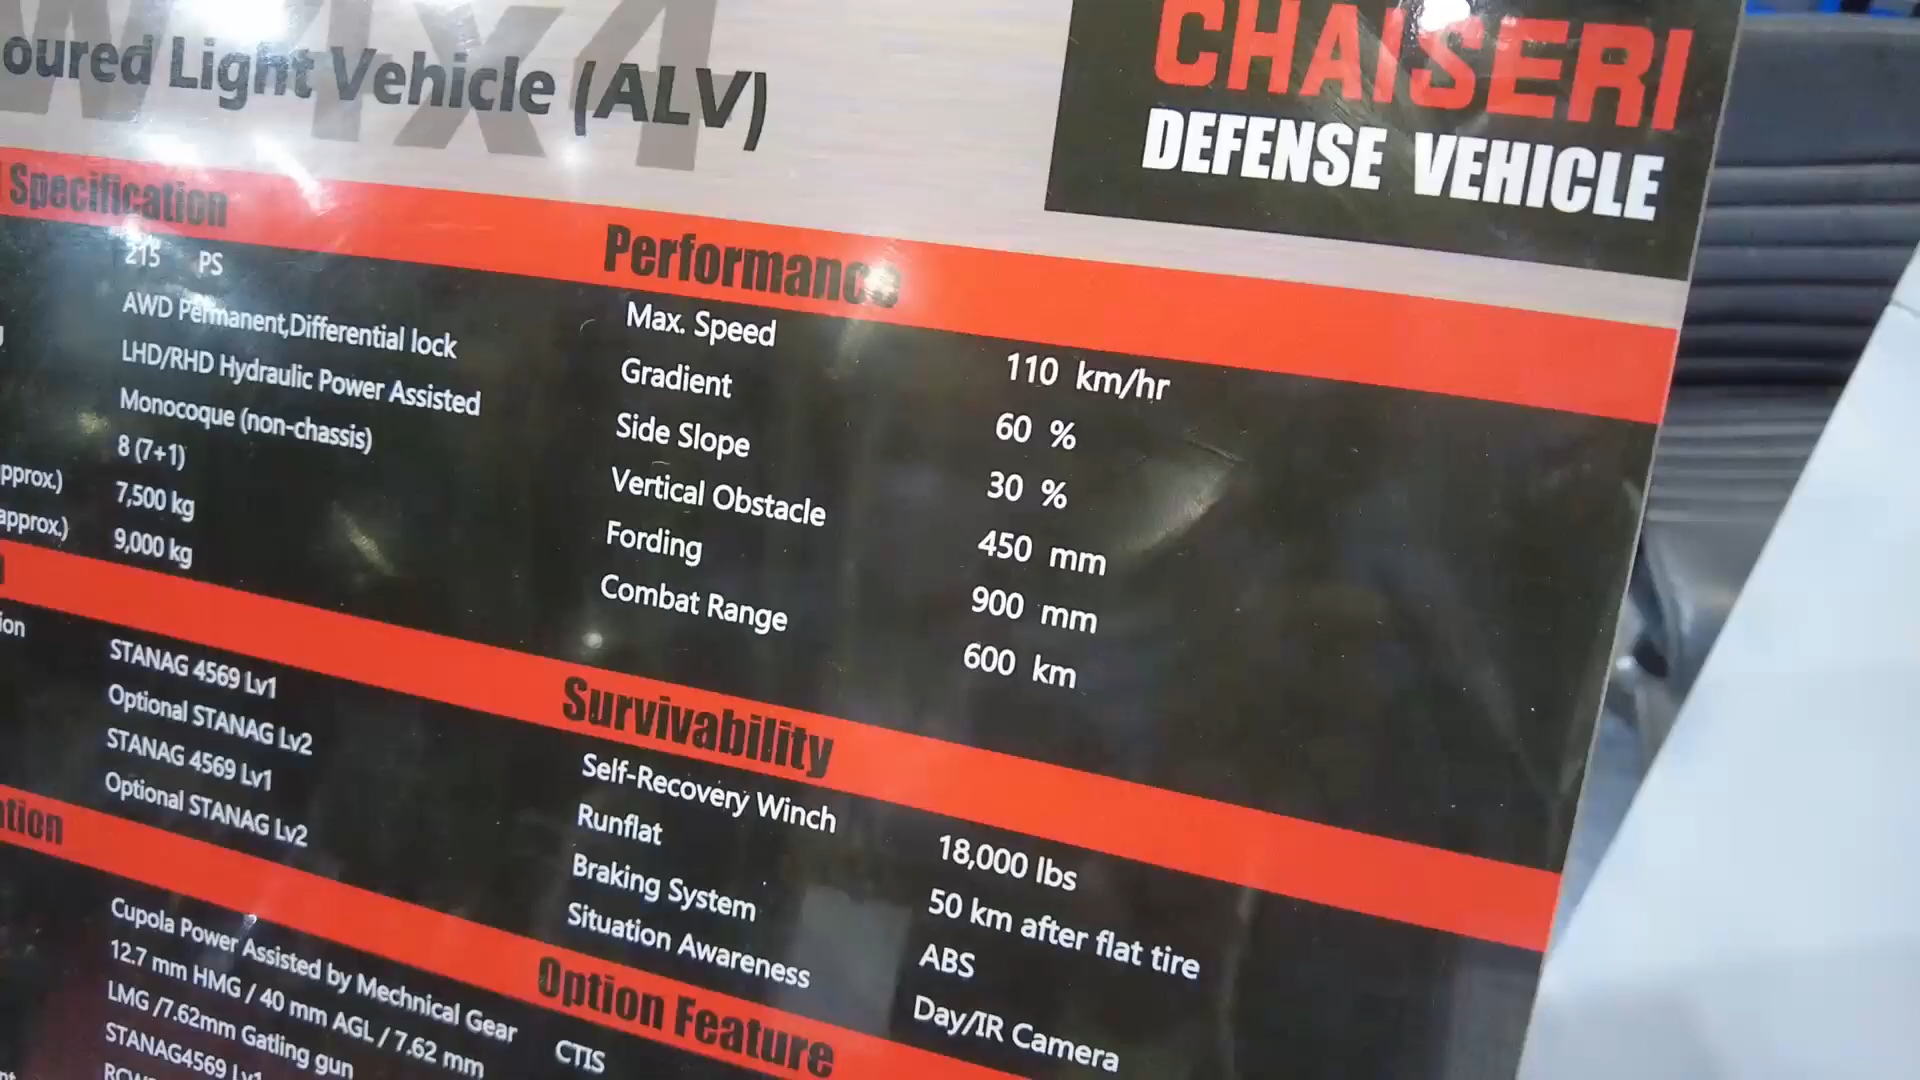 4x4
oured Light Vehicle (ALV)
CHAISERI
DEFENSE VEHICLE
Specification
215 PS
AWD Permanent,Differential lock
LHD/RHD Hydraulic Power Assisted
Monocoque (non-chassis)
8 (7+1)
pprox.) 7,500 kg
approx.) 9,000 kg
Performance
Max. Speed 110 km/hr
Gradient 60 %
Side Slope 30 %
Vertical Obstacle 450 mm
Fording 900 mm
Combat Range 600 km
ion STANAG 4569 Lv1
Optional STANAG Lv2
STANAG 4569 Lv1
Optional STANAG Lv2
Survivability
Self-Recovery Winch 18,000 lbs
Runflat 50 km after flat tire
Braking System ABS
Situation Awareness Day/IR Camera
ation
Cupola Power Assisted by Mechnical Gear
12.7 mm HMG / 40 mm AGL / 7.62 mm
LMG /7.62mm Gatling gun
STANAG4569 Lv1
Option Feature
CTIS